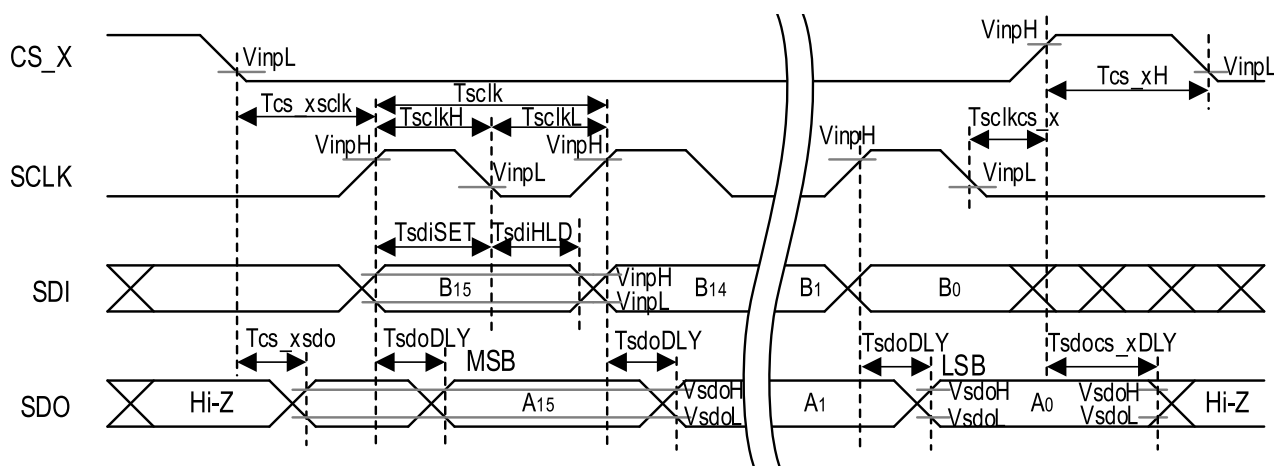 CS_X VinpL VinpH VinpL
Tcs_xsclk Tsclk Tcs_xH
TsclkH TsclkL Tsclkcs_x
VinpH VinpH VinpH
SCLK VinpL VinpL
TsdiSET TsdiHLD
SDI B15 VinpH VinpL B14 B1 B0
Tcs_xsdo TsdoDLY MSB TsdoDLY TsdoDLY LSB Tsdocs_xDLY
SDO Hi-Z A15 VsdoH VsdoL A1 VsdoH VsdoL A0 VsdoH VsdoL Hi-Z